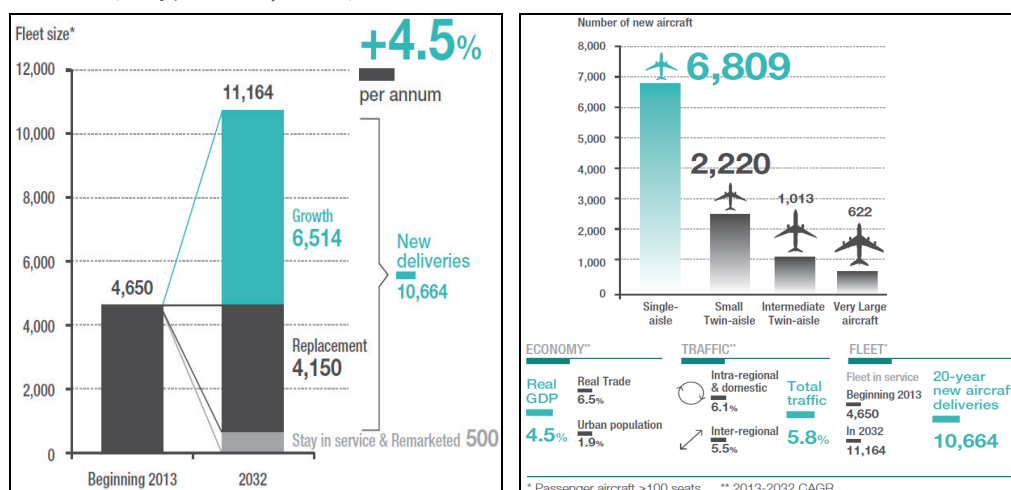 Fleet size*
+4.5%
per annum
12,000
10,000
8,000
6,000
4,000
2,000
0
11,164
4,650
Growth
6,514
New
deliveries
10,664
Replacement
4,150
Stay in service & Remarketed 500
Beginning 2013
2032
Number of new aircraft
8,000
7,000
6,000
5,000
4,000
3,000
2,000
1,000
0
6,809
2,220
1,013
622
Single-
aisle
Small
Twin-aisle
Intermediate
Twin-aisle
Very Large
aircraft
ECONOMY**
Real
GDP
4.5%
Real Trade
6.5%
Urban population
1.9%
TRAFFIC**
Intra-regional
& domestic
6.1%
Inter-regional
5.5%
Total
traffic
5.8%
FLEET*
Fleet in service
Beginning 2013
4,650
In 2032
11,164
20-year
new aircraft
deliveries
10,664
* Passenger aircraft ≥100 seats ** 2013-2032 CAGR